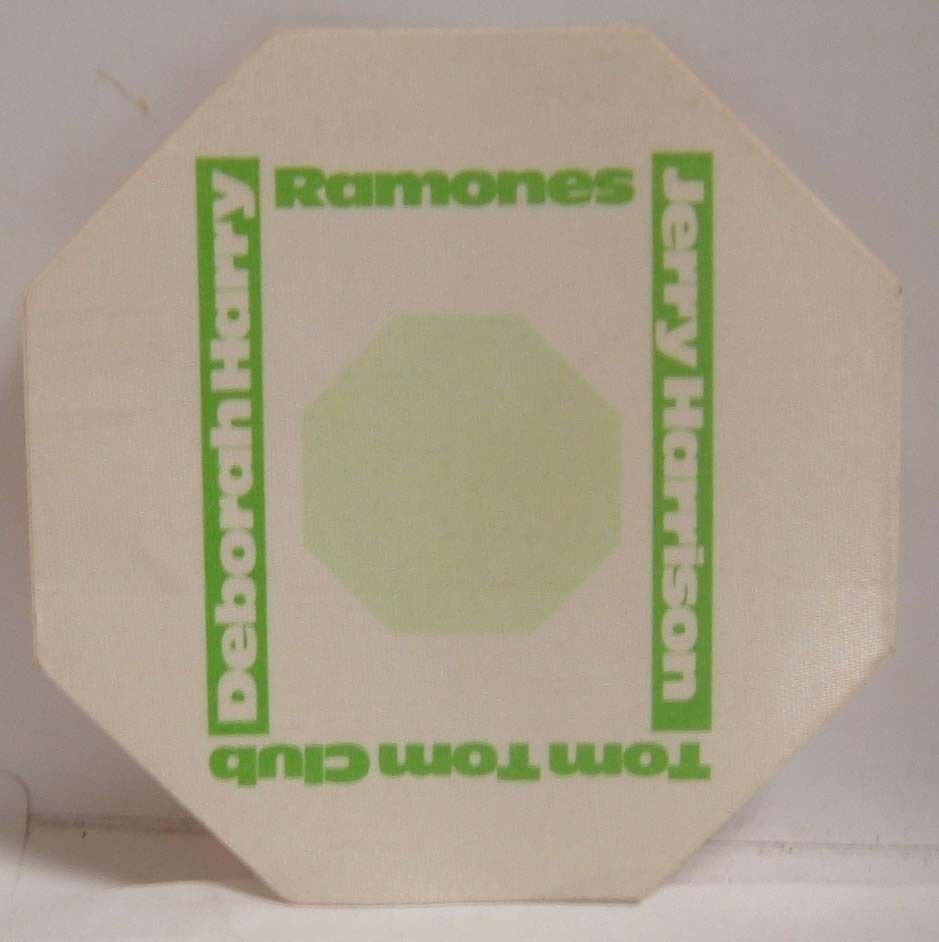 Ramones
Jerry Harrison
Tom Tom Club
Deborah Harry